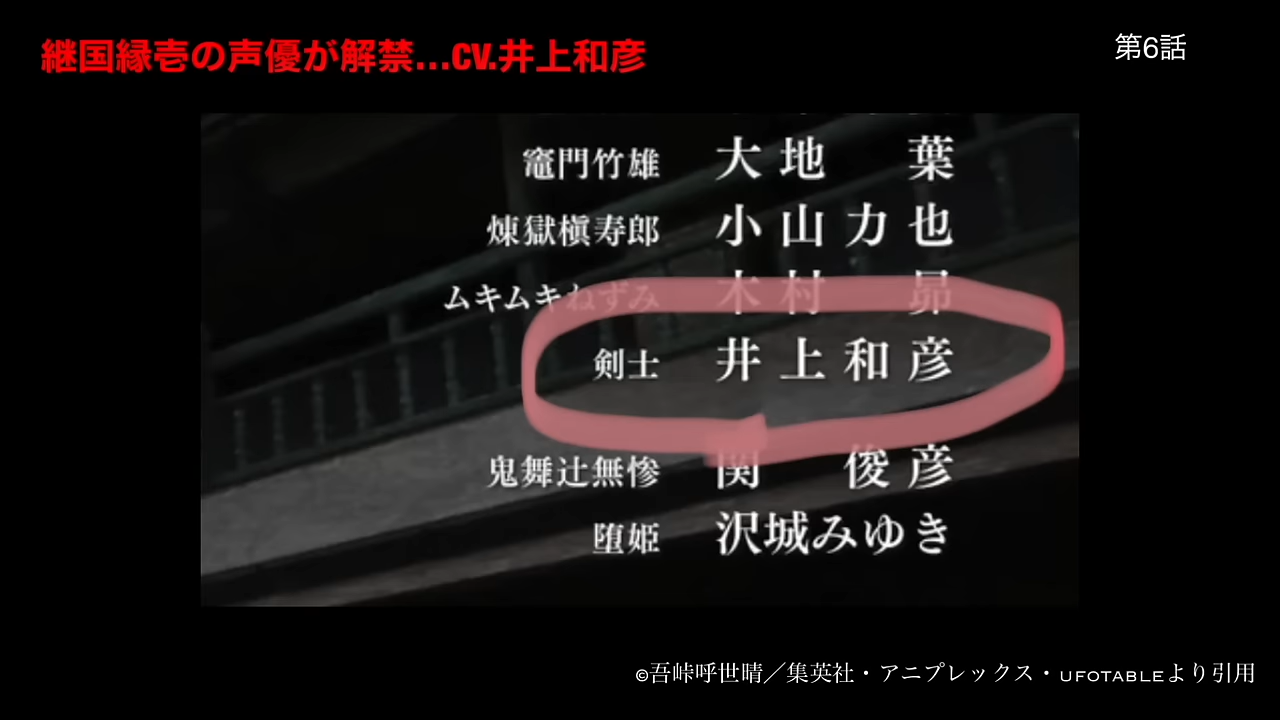 継国縁壱の声優が解禁…CV.井上和彦
第6話
竈門竹雄 大地 葉
煉獄槇寿郎 小山力也
ムキムキねずみ 木村 昴
剣士 井上和彦
鬼舞辻無惨 関 俊彦
堕姫 沢城みゆき
©吾峠呼世晴／集英社・アニプレックス・UFOTABLEより引用